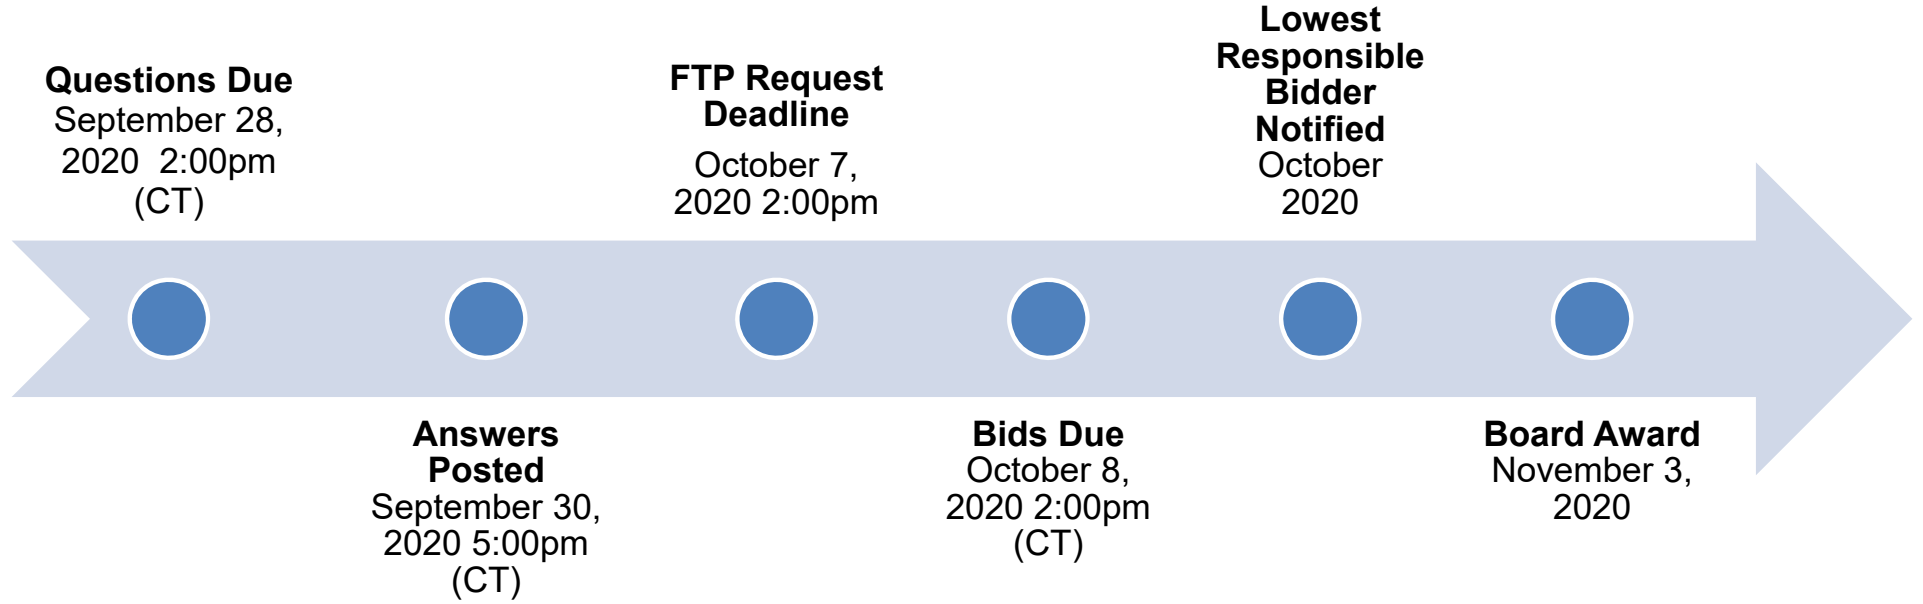 Questions Due
September 28,
2020  2:00pm
(CT)
Answers
Posted
September 30,
2020 5:00pm
(CT)
FTP Request
Deadline
October 7,
2020 2:00pm
Bids Due
October 8,
2020 2:00pm
(CT)
Lowest
Responsible
Bidder
Notified
October
2020
Board Award
November 3,
2020